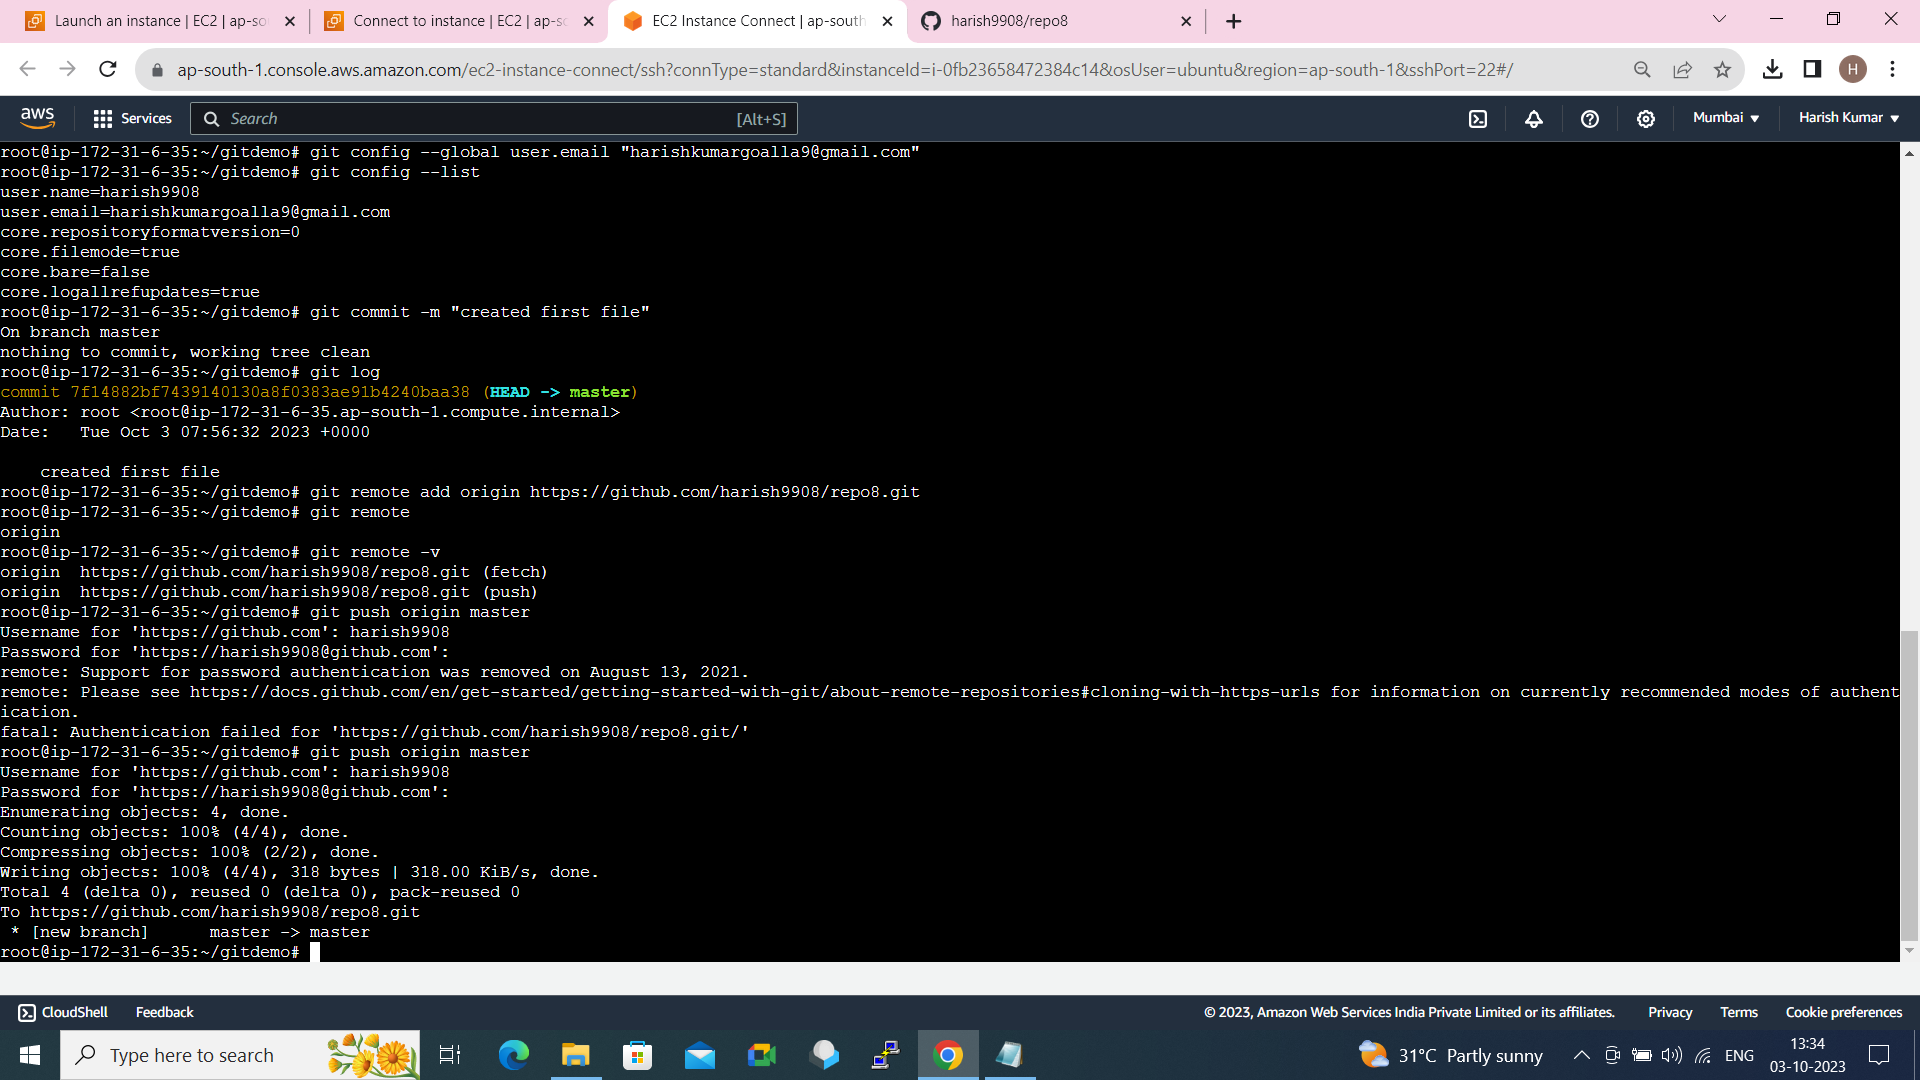 Launch an instance | EC2 | ap-so
Connect to instance | EC2 | ap-so
EC2 Instance Connect | ap-south
harish9908/repo8
ap-south-1.console.aws.amazon.com/ec2-instance-connect/ssh?connType=standard&instanceId=i-0fb23658472384c14&osUser=ubuntu&region=ap-south-1&sshPort=22#/
H
aws
Services
Search
[Alt+S]
Mumbai
Harish Kumar
root@ip-172-31-6-35:~/gitdemo# git config --global user.email "harishkumargoalla9@gmail.com"
root@ip-172-31-6-35:~/gitdemo# git config --list
user.name=harish9908
user.email=harishkumargoalla9@gmail.com
core.repositoryformatversion=0
core.filemode=true
core.bare=false
core.logallrefupdates=true
root@ip-172-31-6-35:~/gitdemo# git commit -m "created first file"
On branch master
nothing to commit, working tree clean
root@ip-172-31-6-35:~/gitdemo# git log
commit 7f14882bf7439140130a8f0383ae91b4240baa38 (HEAD -> master)
Author: root <root@ip-172-31-6-35.ap-south-1.compute.internal>
Date:   Tue Oct 3 07:56:32 2023 +0000
    created first file
root@ip-172-31-6-35:~/gitdemo# git remote add origin https://github.com/harish9908/repo8.git
root@ip-172-31-6-35:~/gitdemo# git remote
origin
root@ip-172-31-6-35:~/gitdemo# git remote -v
origin  https://github.com/harish9908/repo8.git (fetch)
origin  https://github.com/harish9908/repo8.git (push)
root@ip-172-31-6-35:~/gitdemo# git push origin master
Username for 'https://github.com': harish9908
Password for 'https://harish9908@github.com':
remote: Support for password authentication was removed on August 13, 2021.
remote: Please see https://docs.github.com/en/get-started/getting-started-with-git/about-remote-repositories#cloning-with-https-urls for information on currently recommended modes of authent
ication.
fatal: Authentication failed for 'https://github.com/harish9908/repo8.git/'
root@ip-172-31-6-35:~/gitdemo# git push origin master
Username for 'https://github.com': harish9908
Password for 'https://harish9908@github.com':
Enumerating objects: 4, done.
Counting objects: 100% (4/4), done.
Compressing objects: 100% (2/2), done.
Writing objects: 100% (4/4), 318 bytes | 318.00 KiB/s, done.
Total 4 (delta 0), reused 0 (delta 0), pack-reused 0
To https://github.com/harish9908/repo8.git
 * [new branch]      master -> master
root@ip-172-31-6-35:~/gitdemo#
CloudShell
Feedback
© 2023, Amazon Web Services India Private Limited or its affiliates.
Privacy
Terms
Cookie preferences
Type here to search
31°C Partly sunny
ENG
13:34
03-10-2023